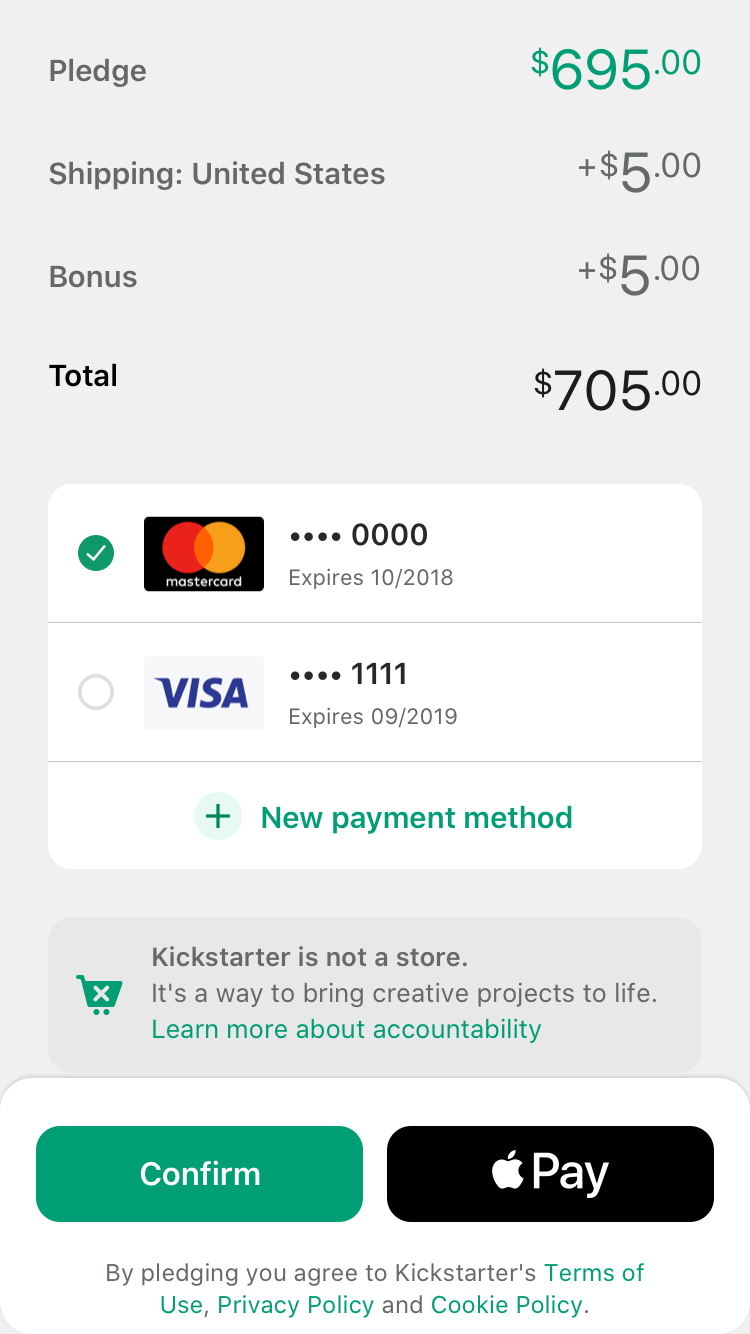 Pledge $695.00
Shipping: United States +$5.00
Bonus +$5.00
Total $705.00
mastercard
•••• 0000
Expires 10/2018
VISA
•••• 1111
Expires 09/2019
+ New payment method
Kickstarter is not a store.
It's a way to bring creative projects to life.
Learn more about accountability
Confirm
Pay
By pledging you agree to Kickstarter's Terms of
Use, Privacy Policy and Cookie Policy.